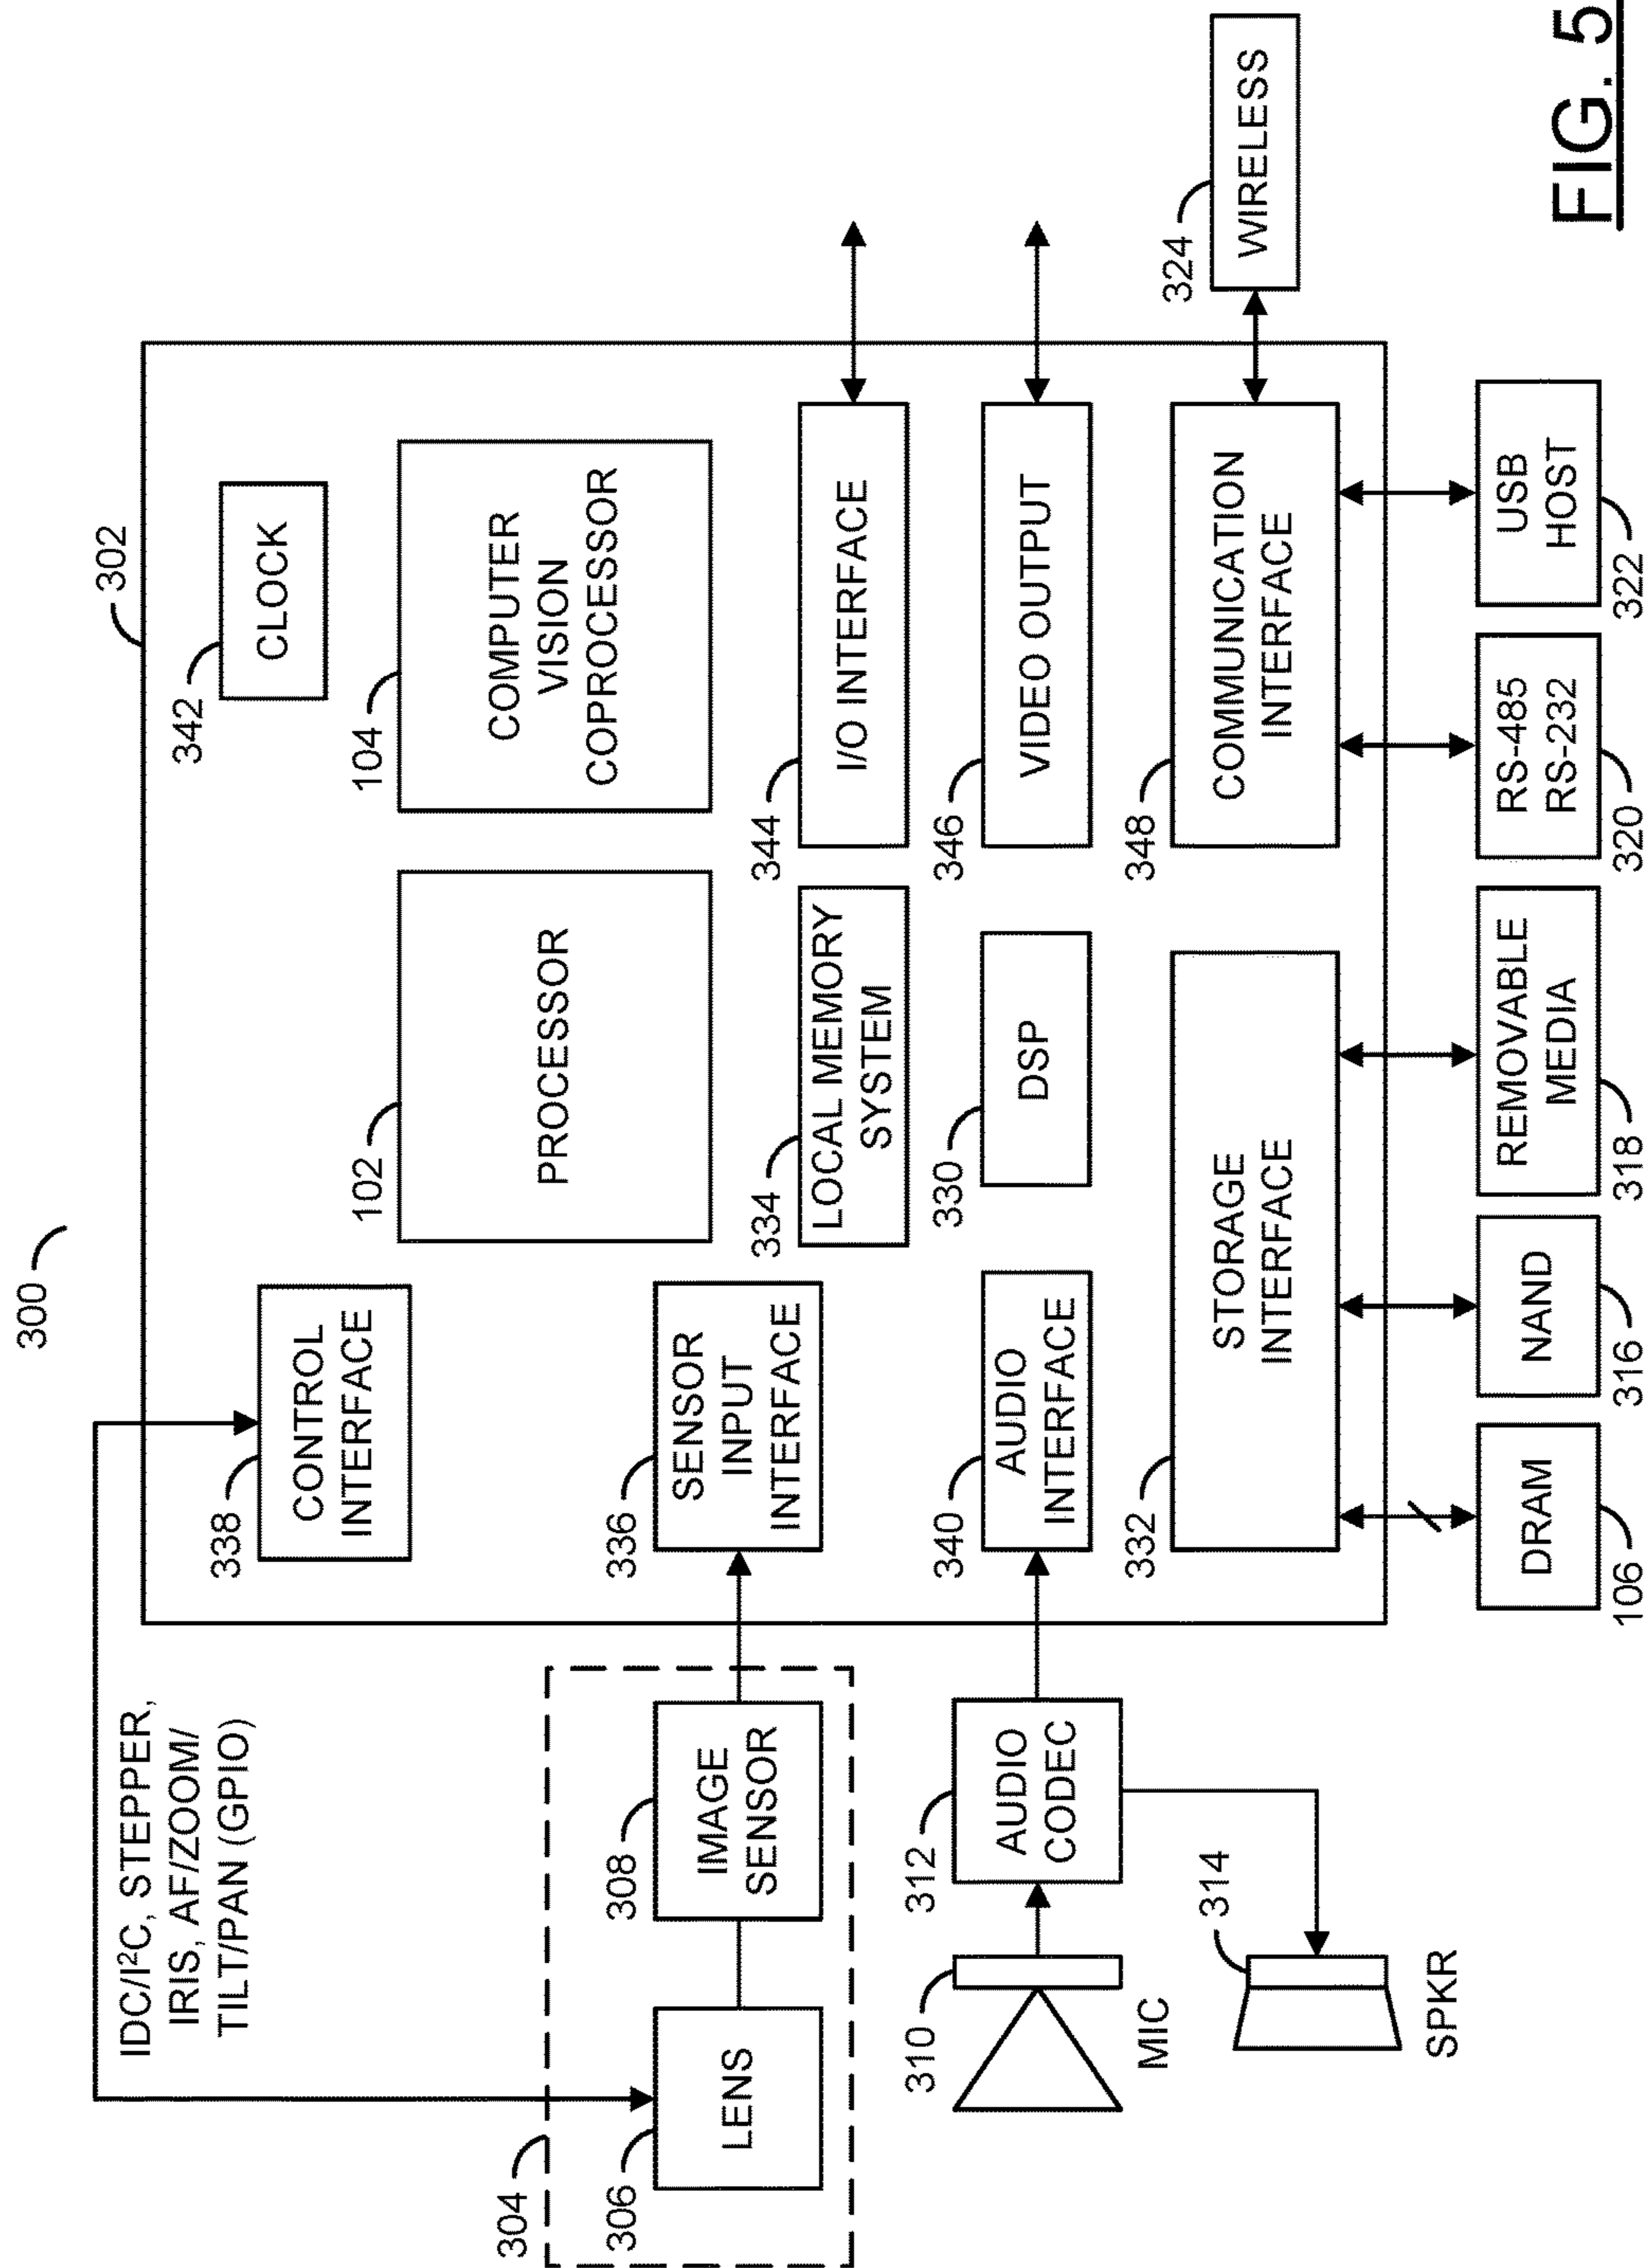 300
302
IDC/I²C, STEPPER,
IRIS, AF/ZOOM/
TILT/PAN (GPIO)
338
CONTROL
INTERFACE
342
CLOCK
102
PROCESSOR
104
COMPUTER
VISION
COPROCESSOR
304
306
LENS
308
IMAGE
SENSOR
336
SENSOR
INPUT
INTERFACE
334
LOCAL MEMORY
SYSTEM
344
I/O INTERFACE
310
MIC
312
AUDIO
CODEC
340
AUDIO
INTERFACE
330
DSP
346
VIDEO OUTPUT
314
SPKR
332
STORAGE
INTERFACE
348
COMMUNICATION
INTERFACE
324
WIRELESS
DRAM
106
NAND
316
REMOVABLE
MEDIA
318
RS-485
RS-232
320
USB
HOST
322
FIG. 5